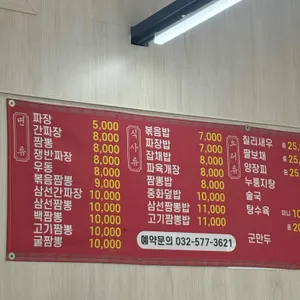 면류
짜장 5,000
간짜장 8,000
짬뽕 8,000
쟁반짜장 8,000
우동 8,000
볶음짬뽕 9,000
삼선간짜장 10,000
삼선짬뽕 10,000
백짬뽕 10,000
고기짬뽕 10,000
굴짬뽕 10,000
식사류
볶음밥 7,000
짜장밥 7,000
잡채밥 8,000
파육개장 8,000
짬뽕밥 8,000
중화덮밥 10,000
삼선짬뽕밥 11,000
고기짬뽕밥 11,000
예약문의 032-577-3621
요리류
칠리새우
팔보채
양장피
누룽지탕
술국
탕수육
군만두